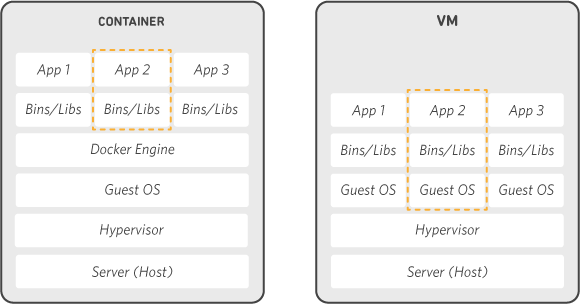 CONTAINER
App 1 App 2 App 3
Bins/Libs Bins/Libs Bins/Libs
Docker Engine
Guest OS
Hypervisor
Server (Host)
VM
App 1 App 2 App 3
Bins/Libs Bins/Libs Bins/Libs
Guest OS Guest OS Guest OS
Hypervisor
Server (Host)